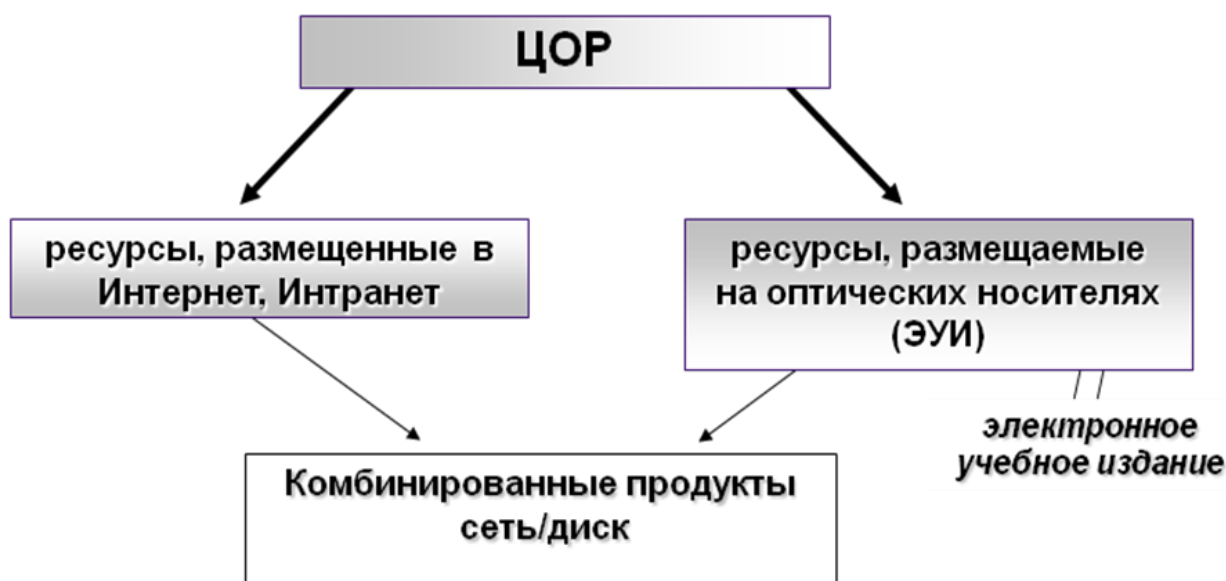 ЦОР
ресурсы, размещенные в
Интернет, Интранет
ресурсы, размещаемые
на оптических носителях
(ЭУИ)
электронное
учебное издание
Комбинированные продукты
сеть/диск